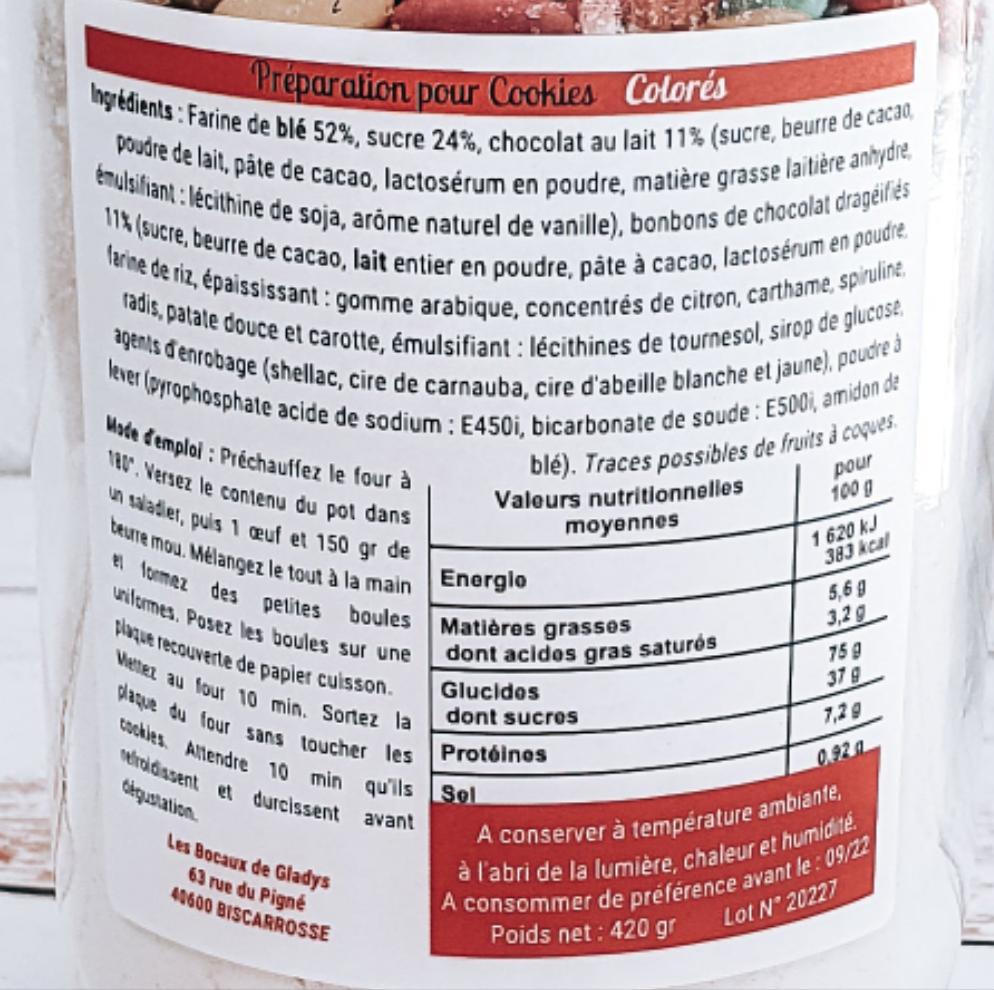 Préparation pour Cookies Colorés
Ingrédients : Farine de blé 52%, sucre 24%, chocolat au lait 11% (sucre, beurre de cacao,
poudre de lait, pâte de cacao, lactosérum en poudre, matière grasse laitière anhydre,
émulsifiant : lécithine de soja, arôme naturel de vanille), bonbons de chocolat dragéifiés
11% (sucre, beurre de cacao, lait entier en poudre, pâte à cacao, lactosérum en poudre,
farine de riz, épaississant : gomme arabique, concentrés de citron, carthame, spiruline,
radis, patate douce et carotte, émulsifiant : lécithines de tournesol, sirop de glucose,
agents d'enrobage (shellac, cire de carnauba, cire d'abeille blanche et jaune), poudre à
lever (pyrophosphate acide de sodium : E450i, bicarbonate de soude : E500i, amidon de
blé). Traces possibles de fruits à coques.
Mode d'emploi : Préchauffez le four à
180°. Versez le contenu du pot dans
un saladier, puis 1 œuf et 150 gr de
beurre mou. Mélangez le tout à la main
et formez des petites boules
uniformes. Posez les boules sur une
plaque recouverte de papier cuisson.
Mettez au four 10 min. Sortez la
plaque du four sans toucher les
cookies. Attendre 10 min qu'ils
refroidissent et durcissent avant
dégustation.
Les Bocaux de Gladys
63 rue du Pigné
40600 BISCARROSSE
Valeurs nutritionnelles
moyennes
pour
100 g
Energie
1 620 kJ
383 kcal
Matières grasses
dont acides gras saturés
5,6 g
3,2 g
Glucides
dont sucres
75 g
37 g
Protéines
7,2 g
Sel
0,92 g
A conserver à température ambiante,
à l'abri de la lumière, chaleur et humidité.
A consommer de préférence avant le : 09/22
Poids net : 420 gr Lot N° 20227